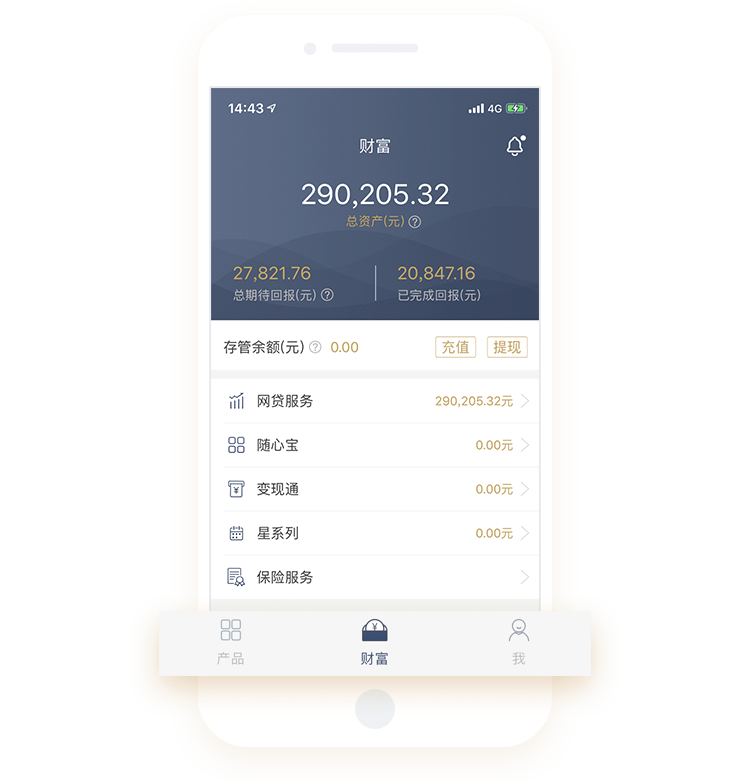 14:43 4G
财富
290,205.32
总资产(元) ?
27,821.76 20,847.16
总期待回报(元) ? 已完成回报(元)
存管余额(元) ? 0.00 充值 提现
网贷服务 290,205.32元
随心宝 0.00元
变现通 0.00元
星系列 0.00元
保险服务
产品 财富 我